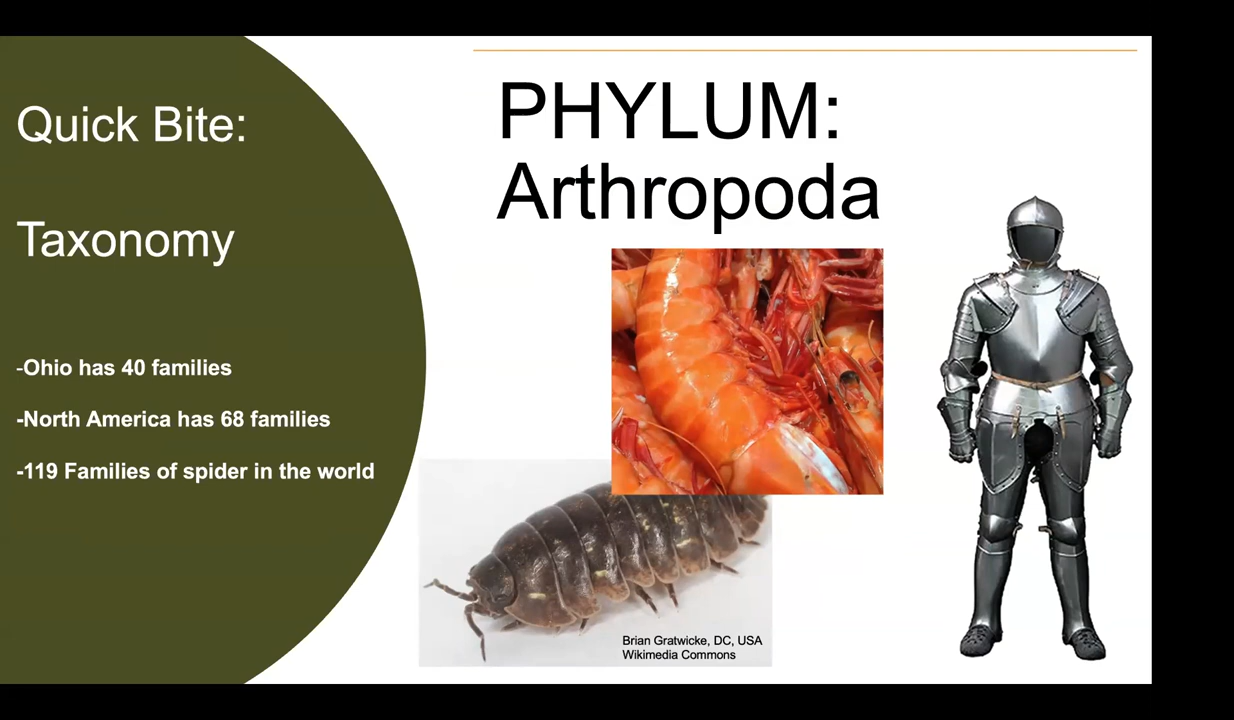 Quick Bite:
Taxonomy
-Ohio has 40 families
-North America has 68 families
-119 Families of spider in the world
PHYLUM:
Arthropoda
Brian Gratwicke, DC, USA
Wikimedia Commons